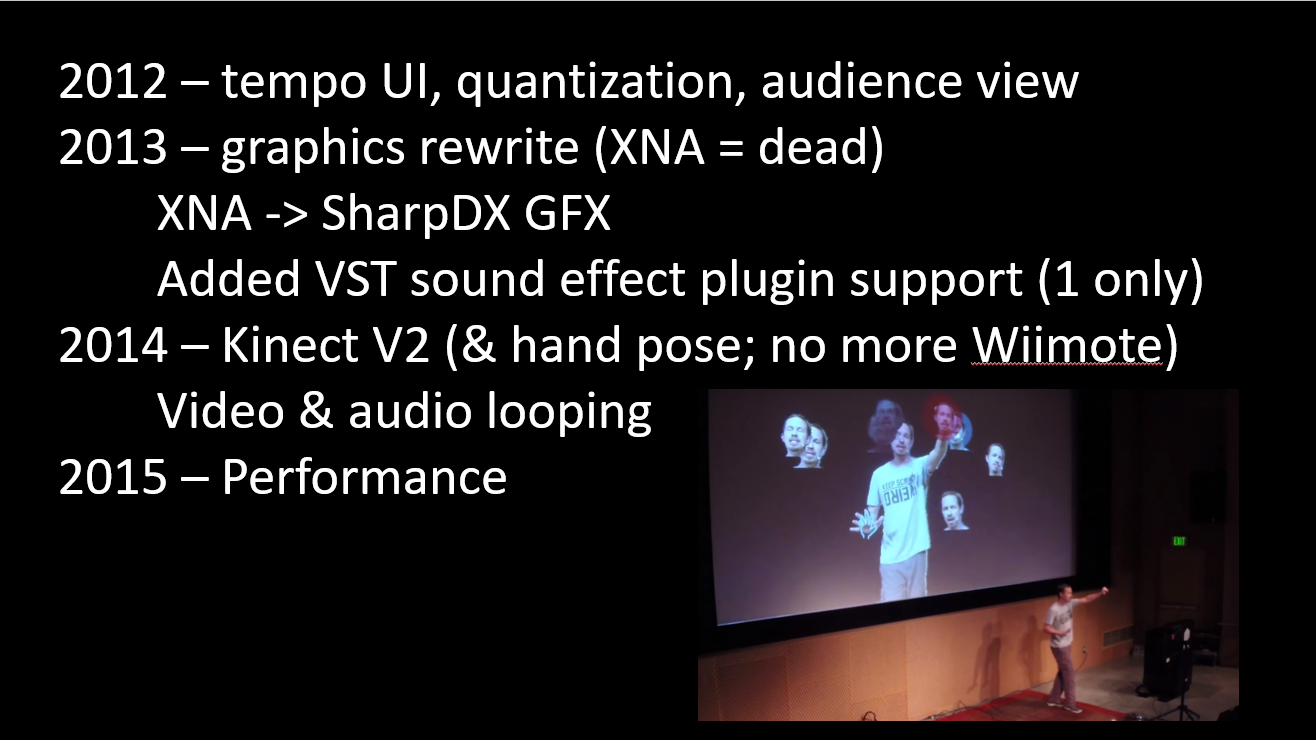 2012 – tempo UI, quantization, audience view
2013 – graphics rewrite (XNA = dead)
XNA -> SharpDX GFX
Added VST sound effect plugin support (1 only)
2014 – Kinect V2 (& hand pose; no more Wiimote)
Video & audio looping
2015 – Performance
EXIT